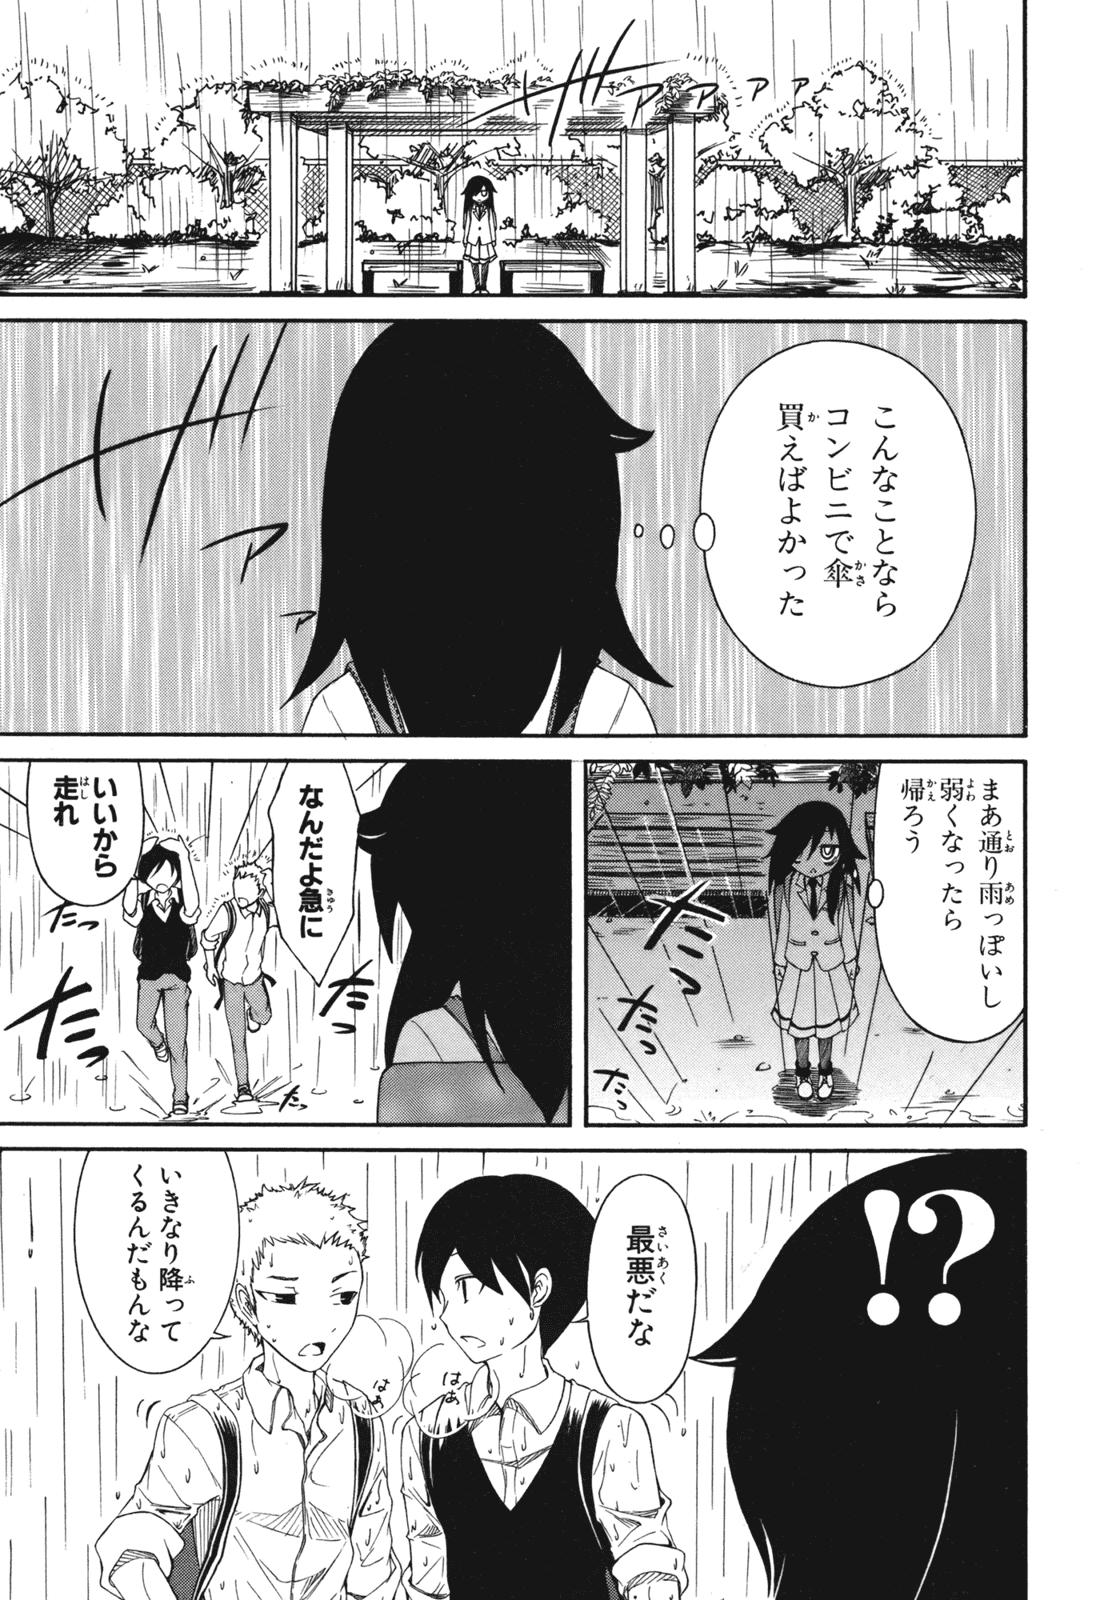 ザァァァァ
こんなことなら
コンビニで傘
買えばよかった
ザァァ
まあ通り雨っぽいし
弱くなったら
帰ろう
たっ
たっ
なんだよ急に
いいから
走れ
たっ
たっ
たっ
!?
最悪だな
はぁ
はぁ
いきなり降って
くるんだもんな